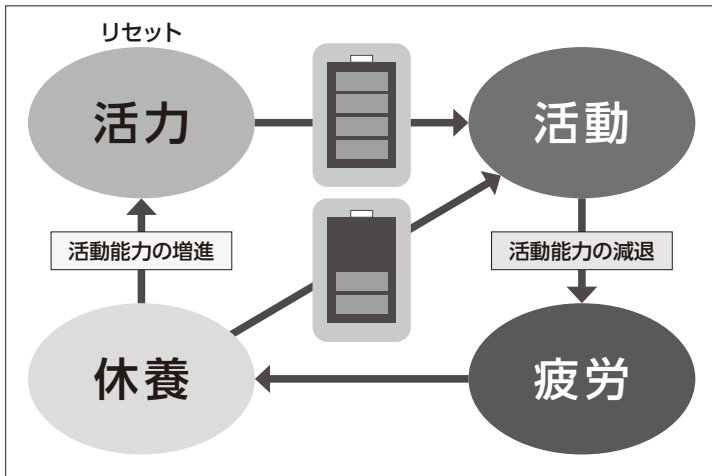 リセット
活力
活動
活動能力の増進
活動能力の減退
休養
疲労